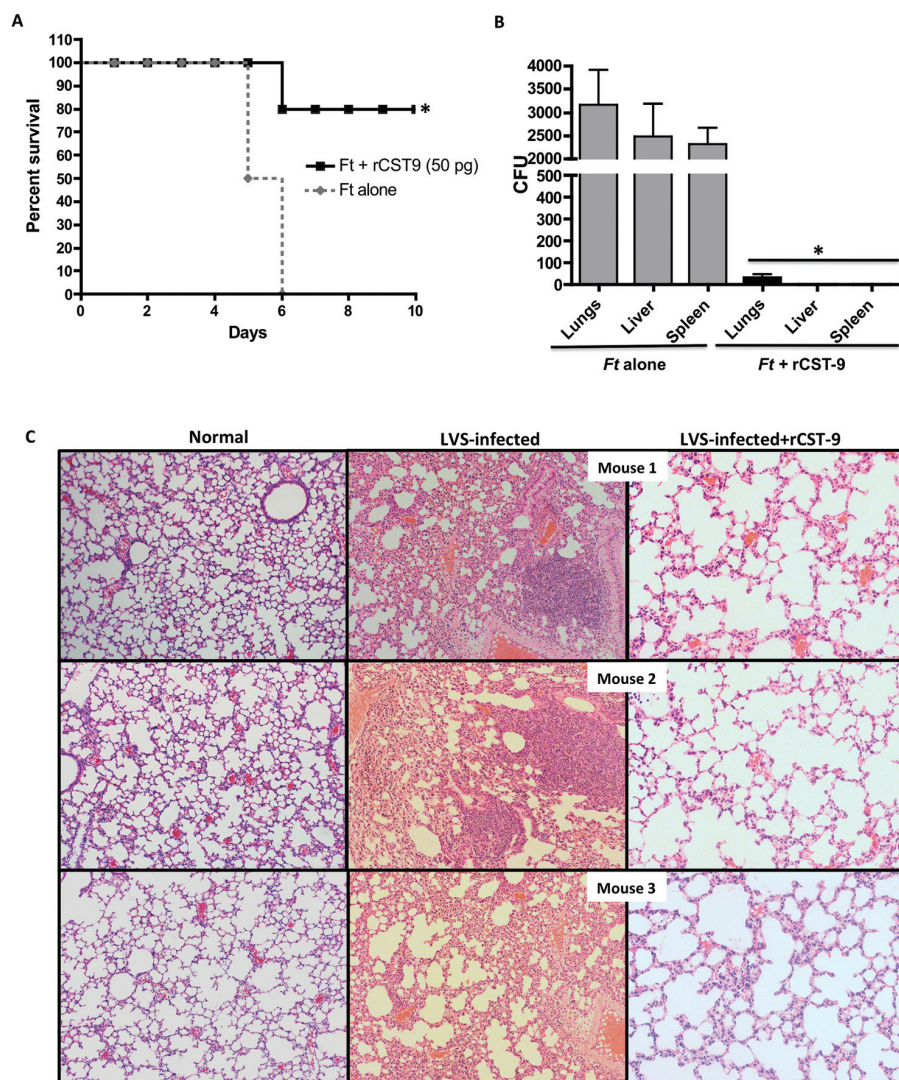 A
110
100
90
80
70
60
50
40
30
20
10
0
Percent survival
0 2 4 6 8 10
Days
*
Ft + rCST9 (50 pg)
Ft alone
B
4000
3500
3000
2500
2000
500
400
300
200
100
0
CFU
*
Lungs Liver Spleen Lungs Liver Spleen
Ft alone Ft + rCST-9
C
Normal LVS-infected LVS-infected+rCST-9
Mouse 1
Mouse 2
Mouse 3